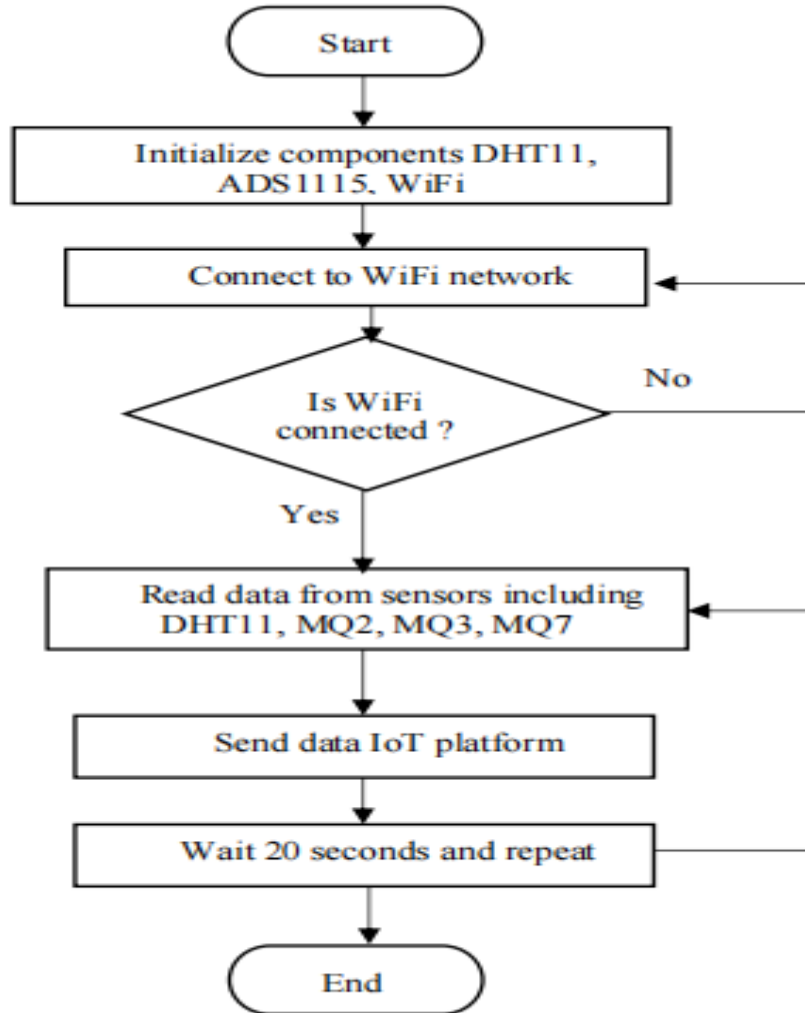 Start
Initialize components DHT11,
ADS1115, WiFi
Connect to WiFi network
Is WiFi
connected ?
No
Yes
Read data from sensors including
DHT11, MQ2, MQ3, MQ7
Send data IoT platform
Wait 20 seconds and repeat
End